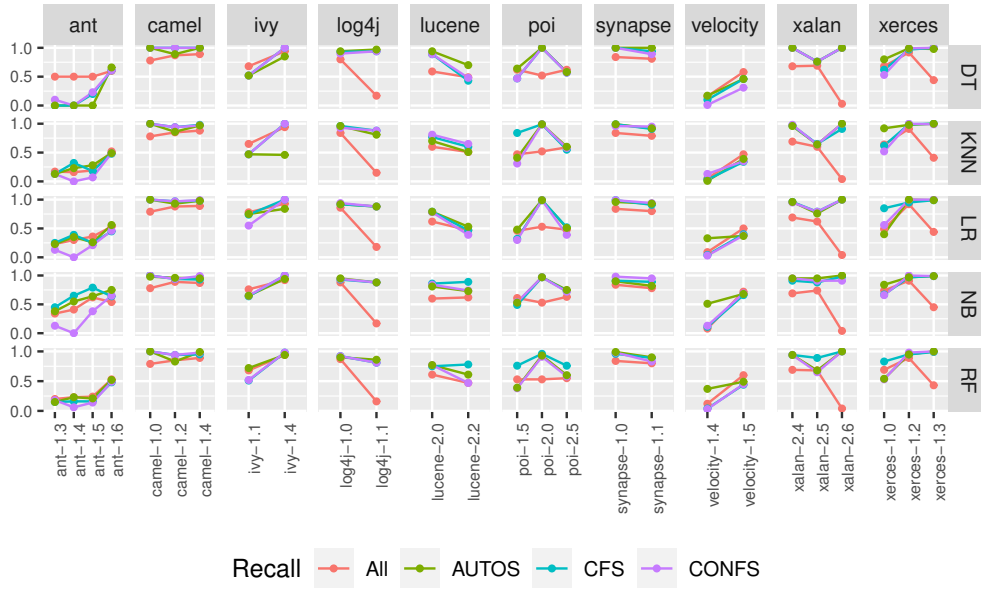 ant camel ivy log4j lucene poi synapse velocity xalan xerces
1.0
0.5
0.0
DT
1.0
0.5
0.0
KNN
1.0
0.5
0.0
LR
1.0
0.5
0.0
NB
1.0
0.5
0.0
RF
ant-1.3 ant-1.4 ant-1.5 ant-1.6 camel-1.0 camel-1.2 camel-1.4 ivy-1.1 ivy-1.4 log4j-1.0 log4j-1.1 lucene-2.0 lucene-2.2 poi-1.5 poi-2.0 poi-2.5 synapse-1.0 synapse-1.1 velocity-1.4 velocity-1.5 xalan-2.4 xalan-2.5 xalan-2.6 xerces-1.0 xerces-1.2 xerces-1.3
Recall All AUTOS CFS CONFS